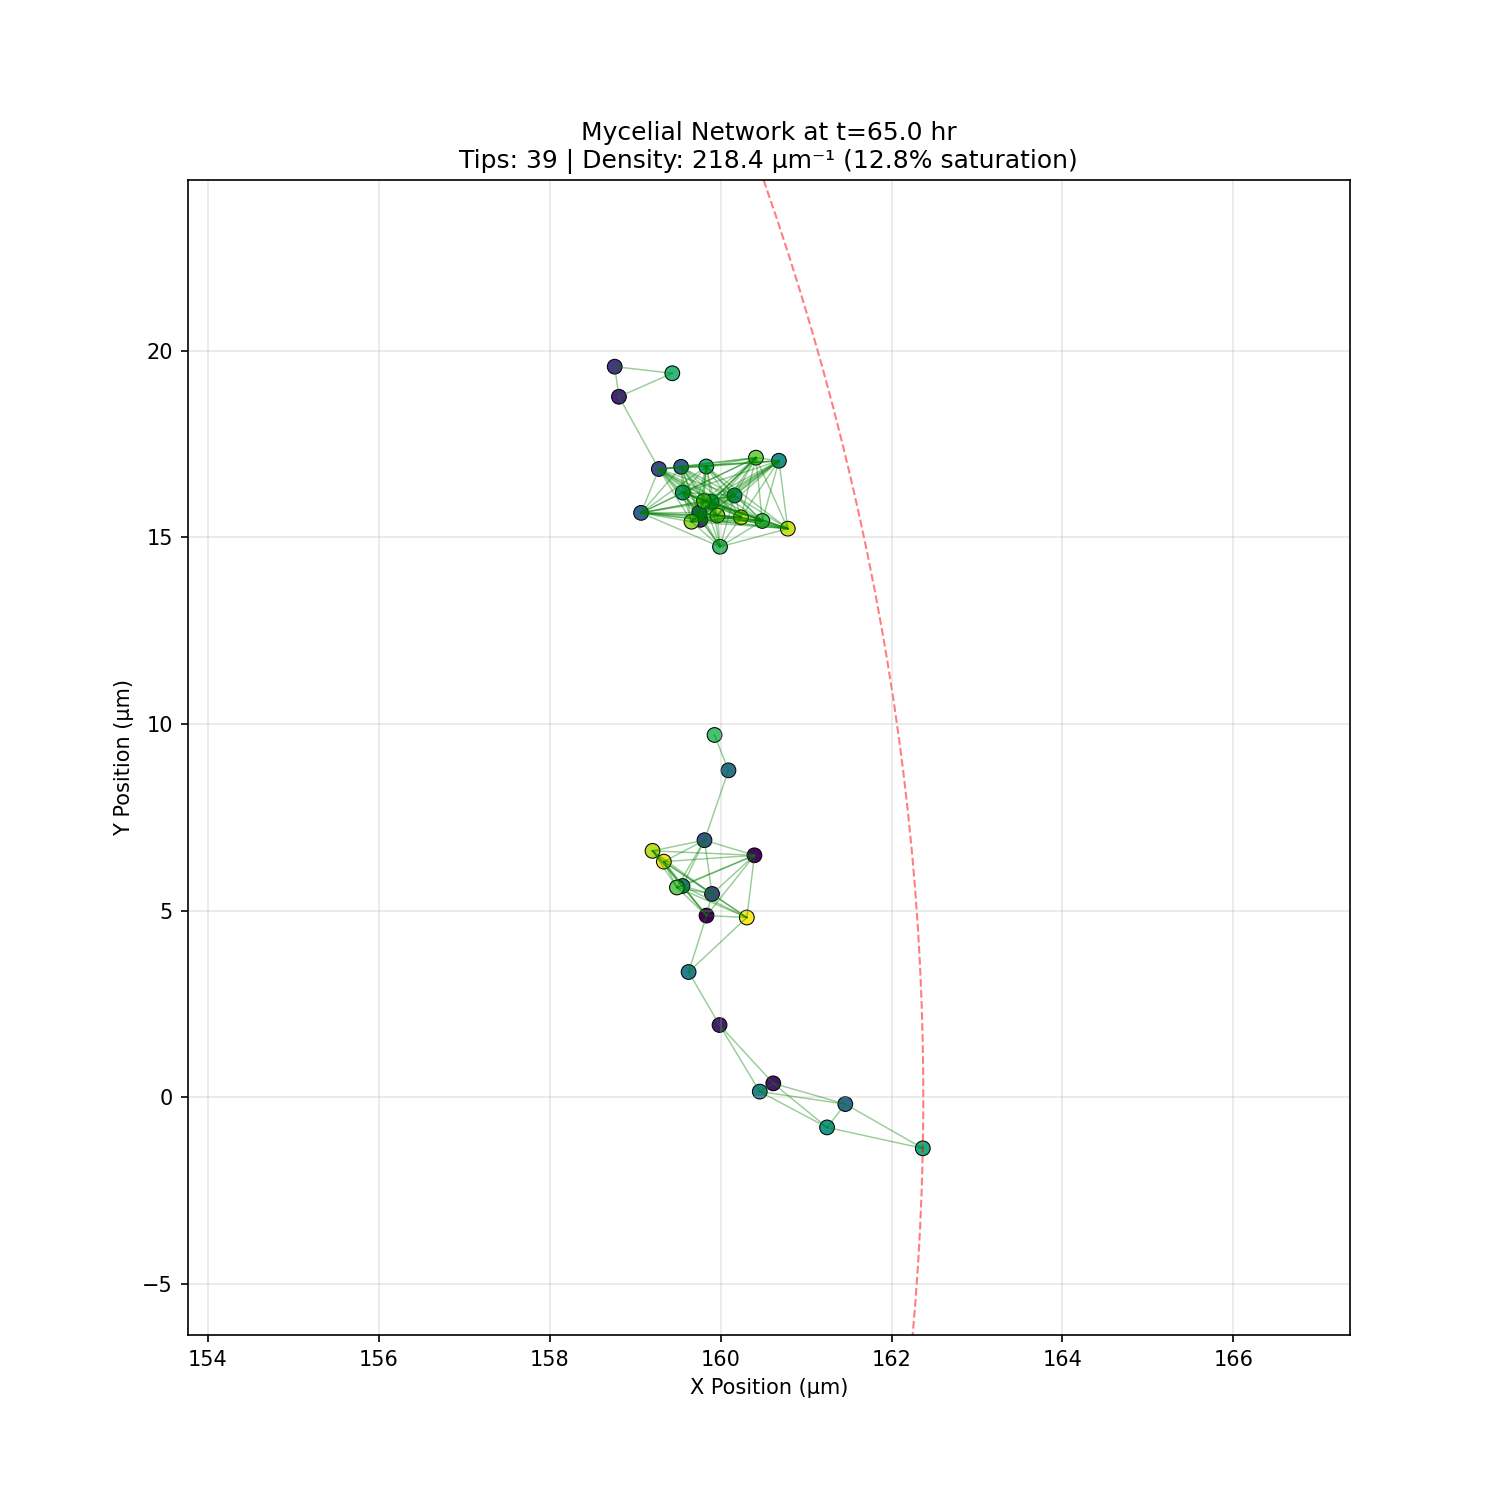 Mycelial Network at t=65.0 hr
Tips: 39 | Density: 218.4 μm⁻¹ (12.8% saturation)
Y Position (μm)
20
15
10
5
0
−5
154 156 158 160 162 164 166
X Position (μm)